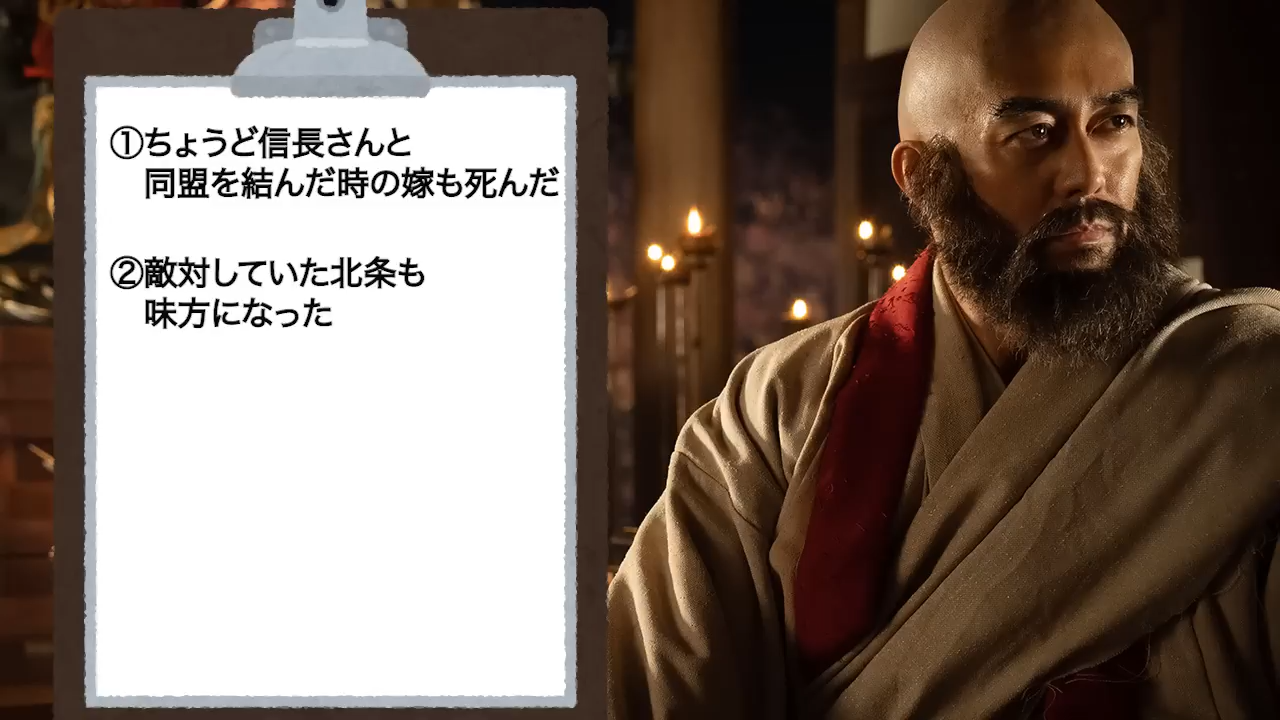 ①ちょうど信長さんと
同盟を結んだ時の嫁も死んだ
②敵対していた北条も
味方になった